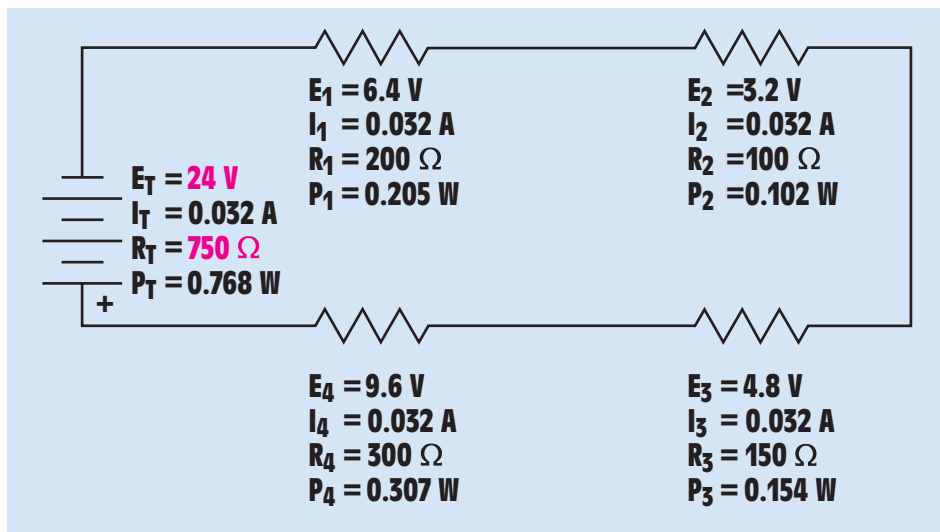 E1 = 6.4 V
I1 = 0.032 A
R1 = 200 Ω
P1 = 0.205 W
E2 =3.2 V
I2 =0.032 A
R2 =100 Ω
P2 =0.102 W
ET = 24 V
IT = 0.032 A
RT = 750 Ω
PT = 0.768 W
+
E4 = 9.6 V
I4 = 0.032 A
R4 = 300 Ω
P4 = 0.307 W
E3 = 4.8 V
I3 = 0.032 A
R3 = 150 Ω
P3 = 0.154 W